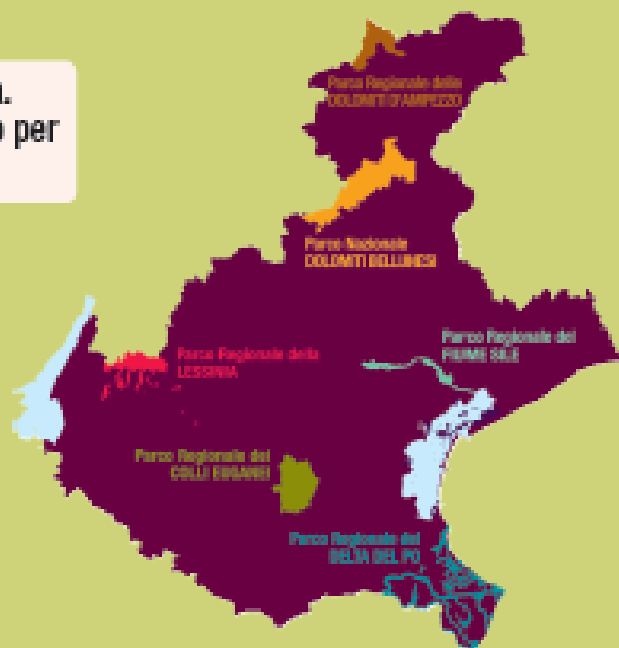 .
per
Parco Regionale delle
DOLOMITI D'AMPEZZO
Parco Nazionale
DOLOMITI BELLUNESI
Parco Regionale del
FIUME SILE
Parco Regionale della
LESSINIA
Parco Regionale dei
COLLI EUGANEI
Parco Regionale del
DELTA DEL PO